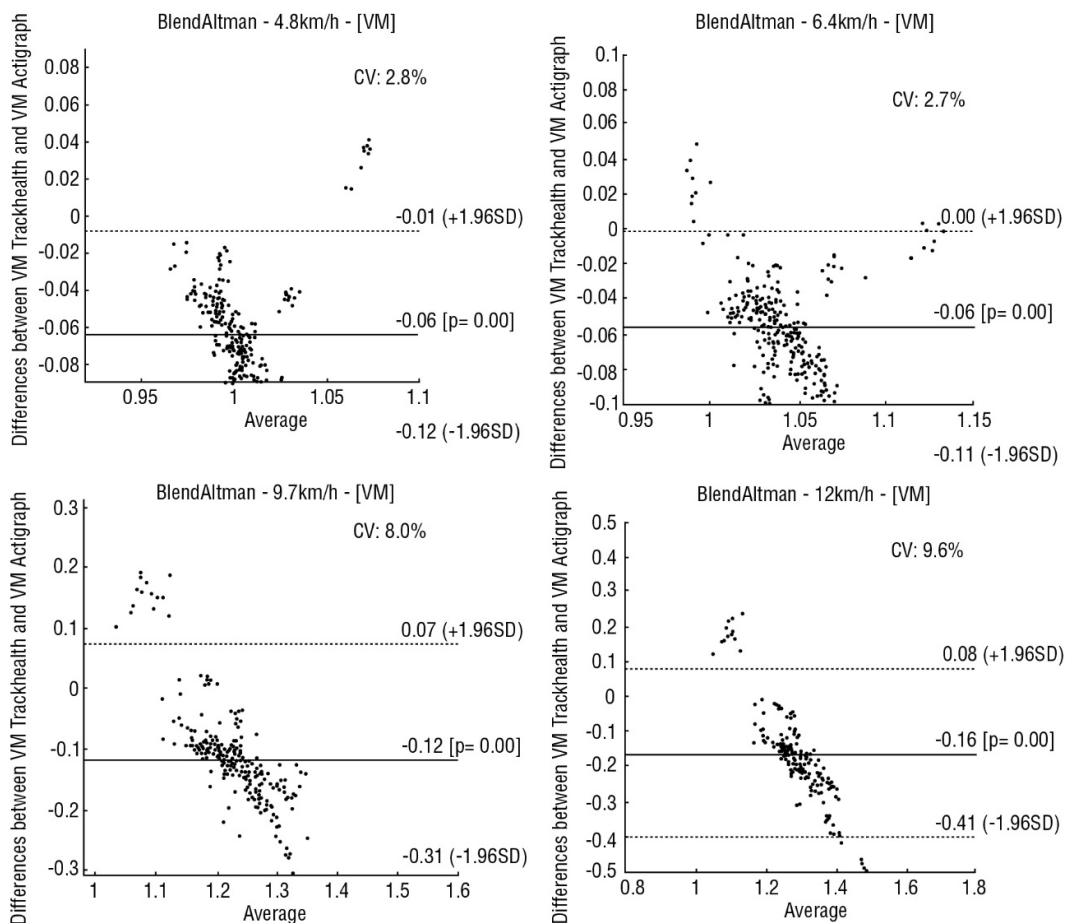 BlendAltman - 4.8km/h - [VM]
Differences between VM Trackhealth and VM Actigraph
0.08
0.06
0.04
0.02
0
-0.02
-0.04
-0.06
-0.08
CV: 2.8%
-0.01 (+1.96SD)
-0.06 [p= 0.00]
-0.12 (-1.96SD)
0.95
1
1.05
1.1
Average
BlendAltman - 6.4km/h - [VM]
Differences between VM Trackhealth and VM Actigraph
0.1
0.08
0.06
0.04
0.02
0
-0.02
-0.04
-0.06
-0.08
-0.1
CV: 2.7%
0.00 (+1.96SD)
-0.06 [p= 0.00]
-0.11 (-1.96SD)
0.95
1
1.05
1.1
1.15
Average
BlendAltman - 9.7km/h - [VM]
Differences between VM Trackhealth and VM Actigraph
0.3
0.2
0.1
0
-0.1
-0.2
-0.3
CV: 8.0%
0.07 (+1.96SD)
-0.12 [p= 0.00]
-0.31 (-1.96SD)
1
1.1
1.2
1.3
1.4
1.5
1.6
Average
BlendAltman - 12km/h - [VM]
Differences between VM Trackhealth and VM Actigraph
0.5
0.4
0.3
0.2
0.1
0
-0.1
-0.2
-0.3
-0.4
-0.5
CV: 9.6%
0.08 (+1.96SD)
-0.16 [p= 0.00]
-0.41 (-1.96SD)
0.8
1
1.2
1.4
1.6
1.8
Average